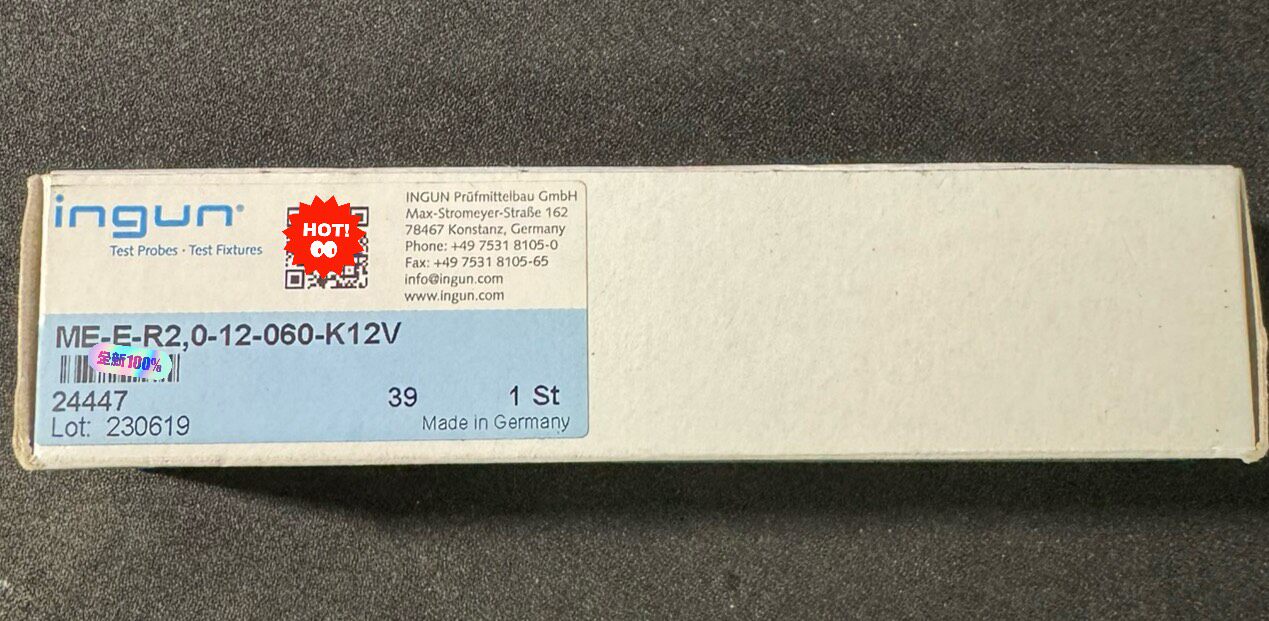 ingun®
Test Probes · Test Fixtures
HOT!
INGUN Prüfmittelbau GmbH
Max-Stromeyer-Straße 162
78467 Konstanz, Germany
Phone: +49 7531 8105-0
Fax: +49 7531 8105-65
info@ingun.com
www.ingun.com
ME-E-R2,0-12-060-K12V
全新100%
24447
39
1 St
Lot: 230619
Made in Germany